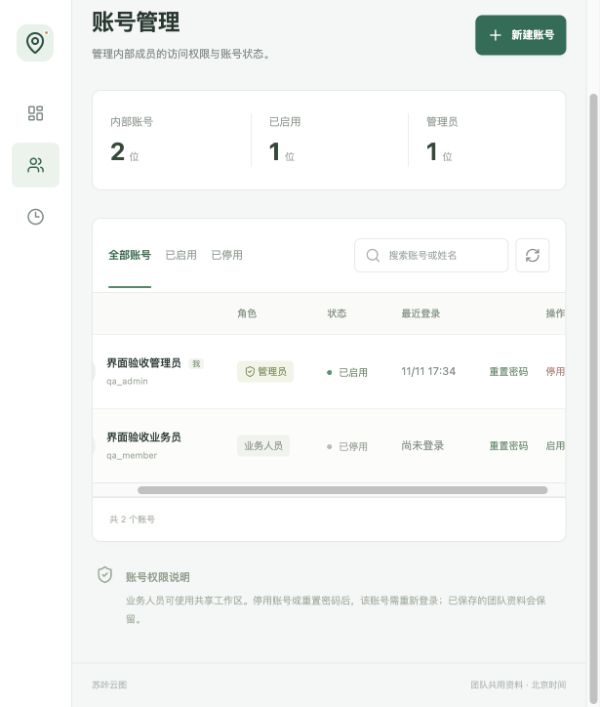 账号管理
管理内部成员的访问权限与账号状态。
新建账号
内部账号
2 位
已启用
1 位
管理员
1 位
全部账号 已启用 已停用
搜索账号或姓名
角色 状态 最近登录 操作
界面验收管理员 我
qa_admin
管理员 已启用 11/11 17:34 重置密码 停用
界面验收业务员
qa_member
业务人员 已停用 尚未登录 重置密码 启用
共 2 个账号
账号权限说明
业务人员可使用共享工作区。停用账号或重置密码后，该账号需重新登录；已保存的团队资料会保
留。
苏叶云图
团队共用资料 · 北京时间